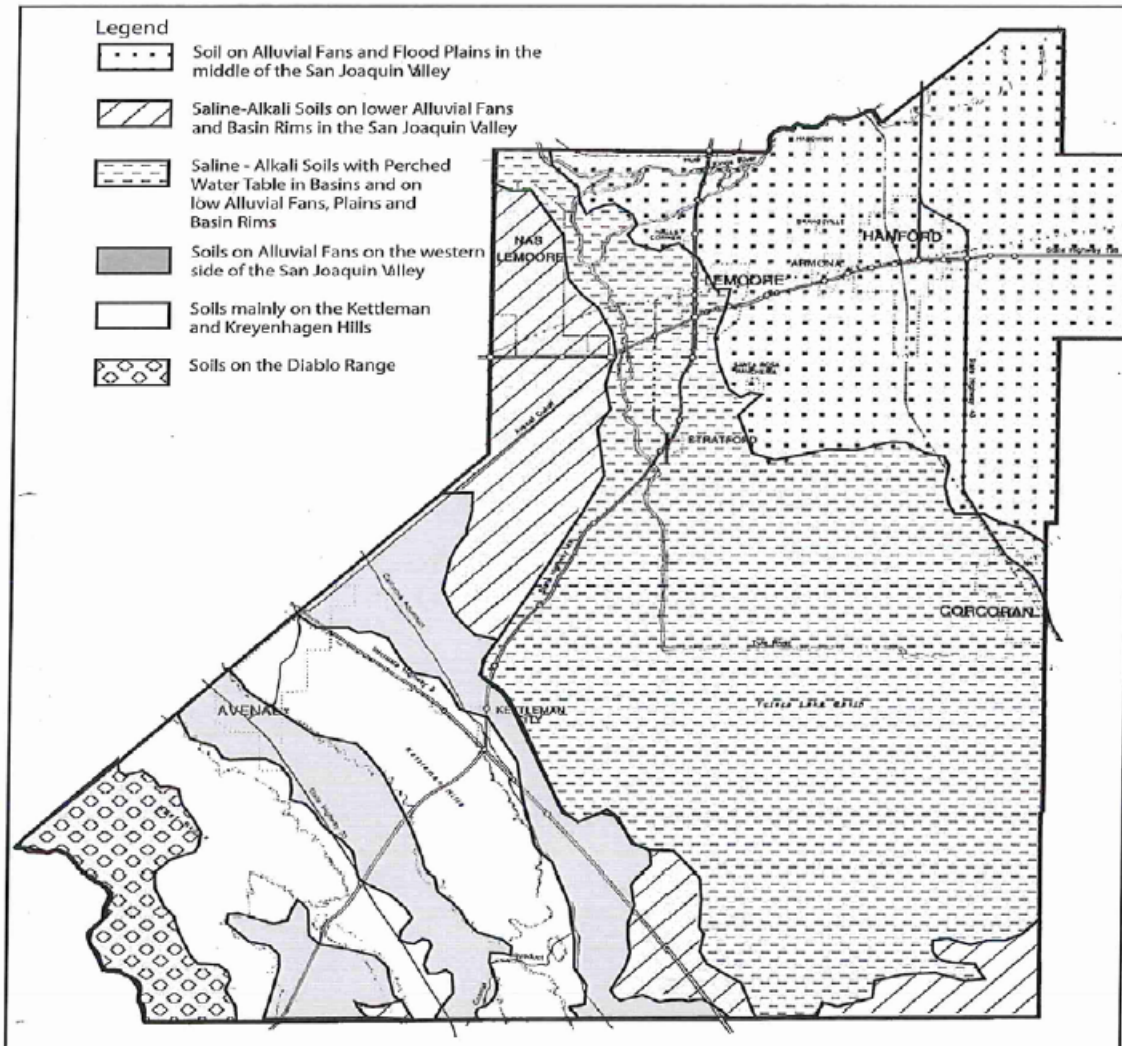 Legend
Soil on Alluvial Fans and Flood Plains in the
middle of the San Joaquin Valley
Saline-Alkali Soils on lower Alluvial Fans
and Basin Rims in the San Joaquin Valley
Saline - Alkali Soils with Perched
Water Table in Basins and on
low Alluvial Fans, Plains and
Basin Rims
Soils on Alluvial Fans on the western
side of the San Joaquin Valley
Soils mainly on the Kettleman
and Kreyenhagen Hills
Soils on the Diablo Range
NAS
LEMOORE
HANFORD
ARMONA
LEMOORE
STRATFORD
CORCORAN
AVENAL
KETTLEMAN
CITY
Kettleman Hills